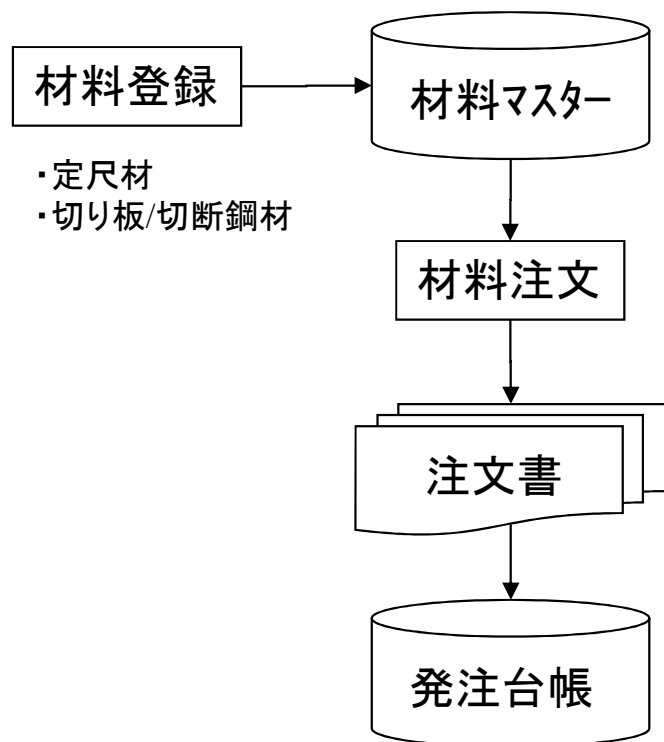 材料登録
材料マスター
・定尺材
・切り板/切断鋼材
材料注文
注文書
発注台帳